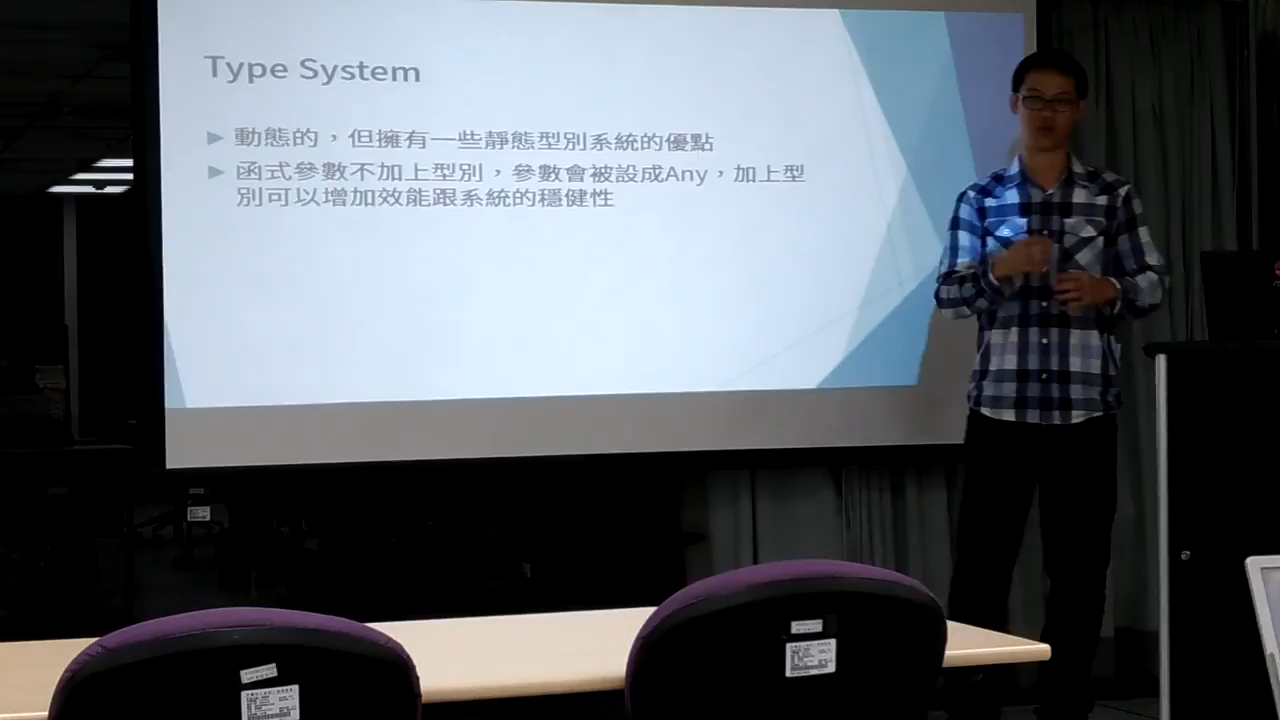 Type System
動態的，但擁有一些靜態型別系統的優點
函式參數不加上型別，參數會被設成Any，加上型
別可以增加效能跟系統的穩健性